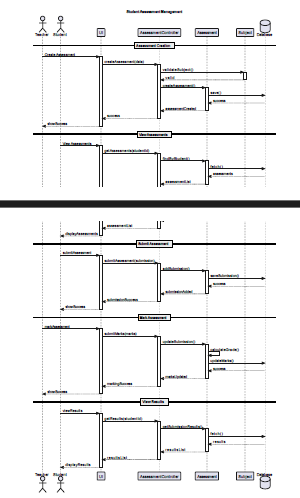 Student Assessment Management
Teacher Student UI AssessmentController Assessment Subject Database
Assessment Creation
Create Assessment
createAssessment(data)
validateSubject()
valid
createAssessment()
save()
success
assessmentCreated
success
showSuccess
View Assessments
View Assessments
getAssessments(studentId)
findForStudent()
fetch()
assessments
assessmentList
assessmentList
displayAssessments
Submit Assessment
submitAssessment
submitAssessment(submission)
addSubmission()
storeSubmission()
success
submissionAdded
submissionSuccess
showSuccess
Mark Assessment
markAssessment
submitMarks(marks)
updateSubmission()
calculateGrade()
updateMarks()
success
marksUpdated
markingSuccess
showSuccess
View Results
viewResults
getResults(studentId)
getSubmissionResults()
fetch()
results
resultsList
resultsList
displayResults
Teacher Student UI AssessmentController Assessment Subject Database